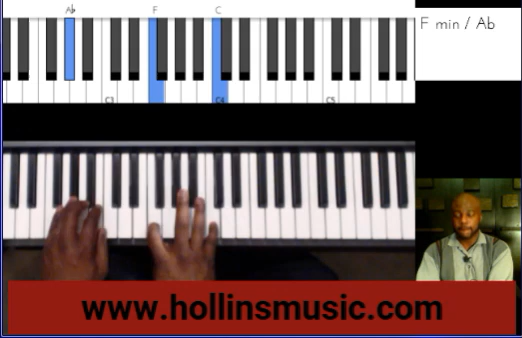 Ab F C
F min / Ab
C3 C4 C5
www.hollinsmusic.com